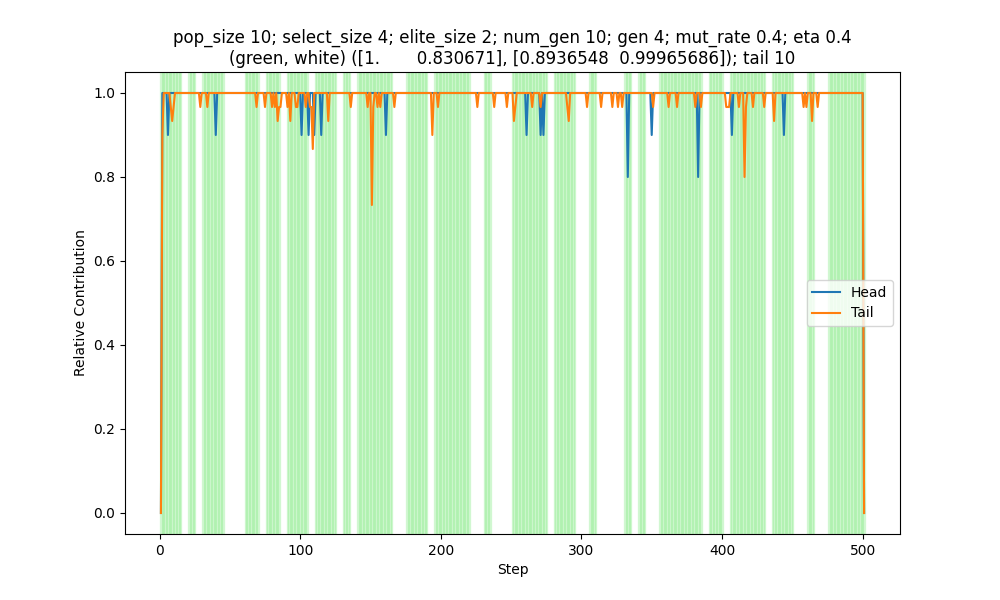 pop_size 10; select_size 4; elite_size 2; num_gen 10; gen 4; mut_rate 0.4; eta 0.4
(green, white) ([1.       0.830671], [0.8936548  0.99965686]); tail 10
1.0
0.8
0.6
0.4
0.2
0.0
Relative Contribution
Head
Tail
0 100 200 300 400 500
Step